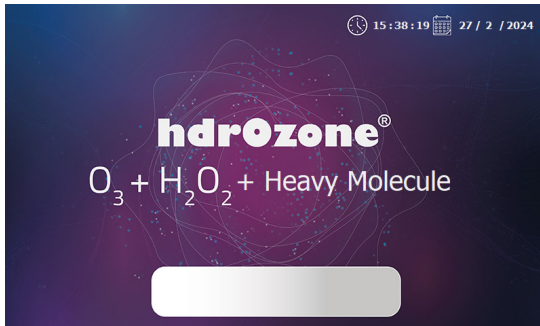 15:38:19 27 / 2 / 2024
hdrOzone®
O₃ + H₂O₂ + Heavy Molecule